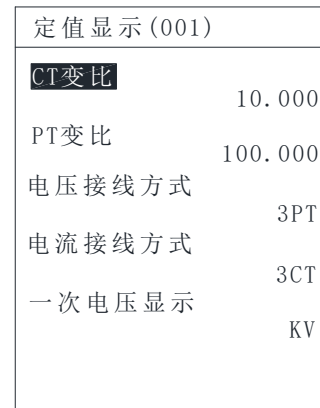 定值显示(001)
CT变比
10.000
PT变比
100.000
电压接线方式
3PT
电流接线方式
3CT
一次电压显示
KV